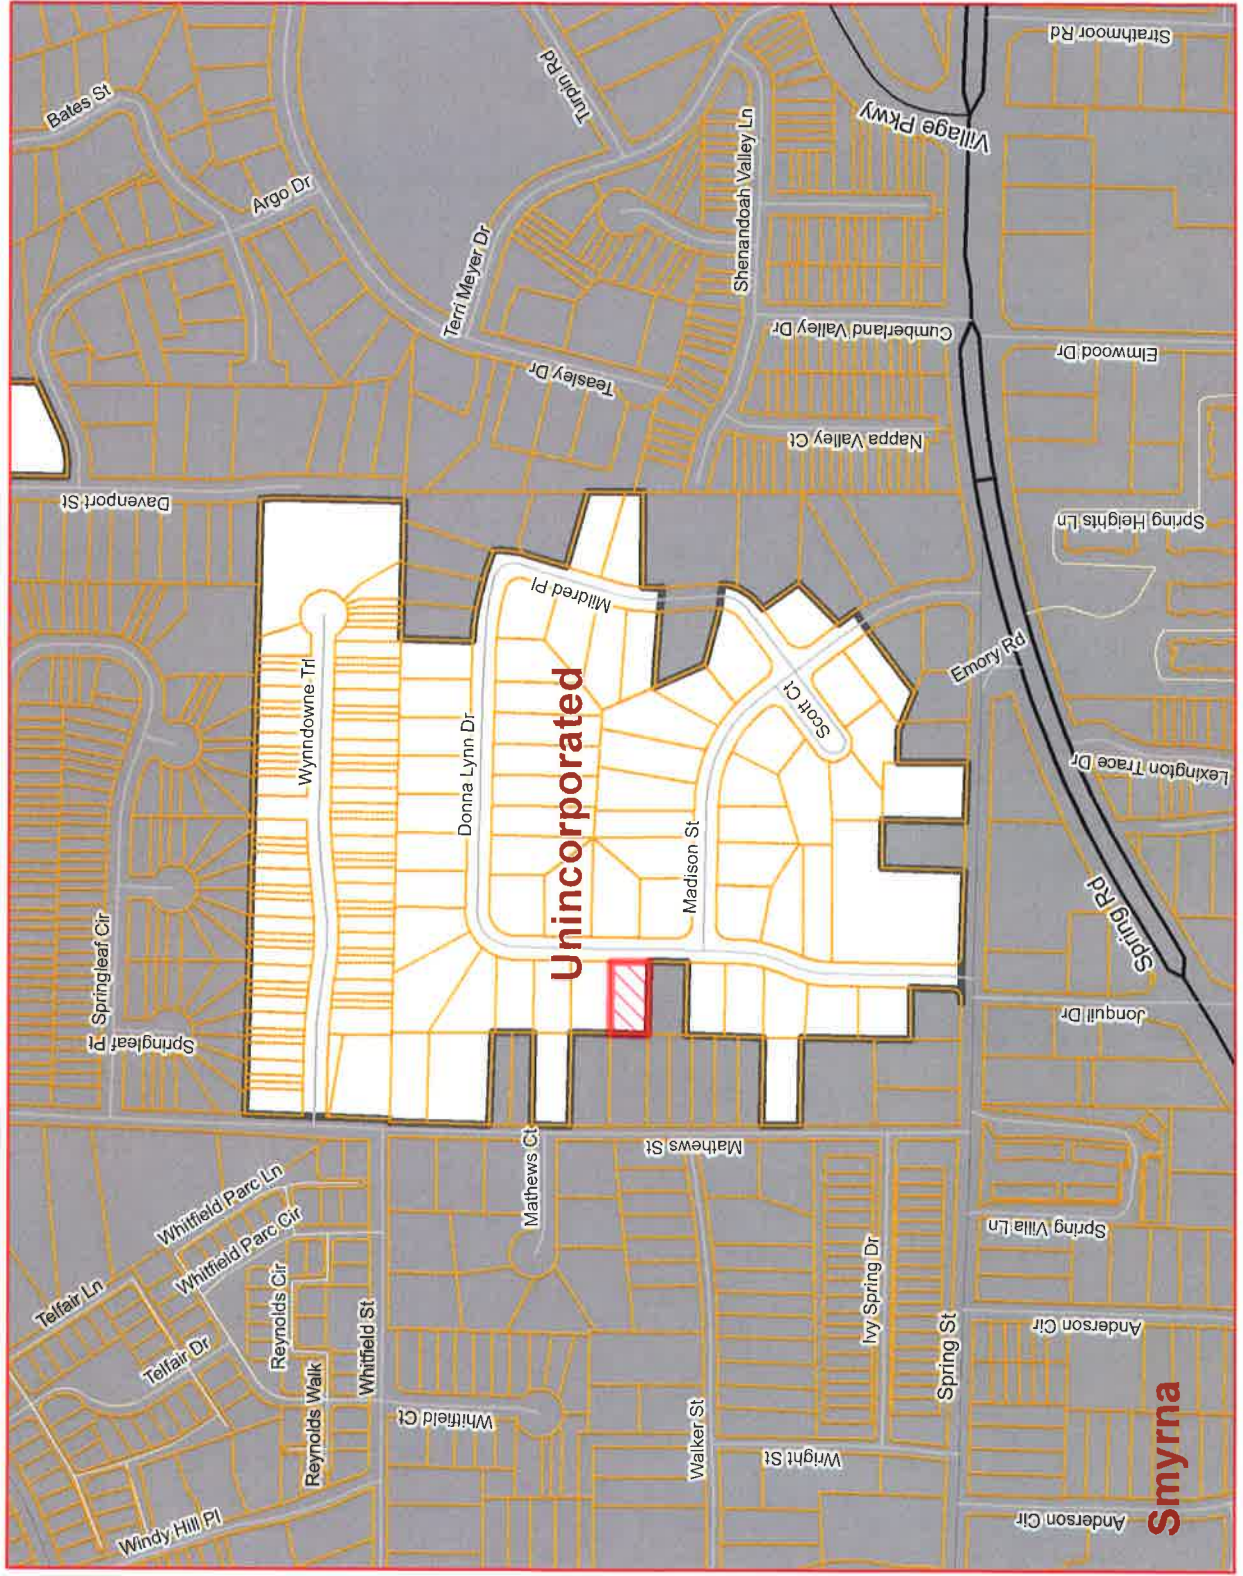 Strathmoor Rd
Bates St
Turpin Rd
Village Pkwy
Argo Dr
Shenandoah Valley Ln
Terri Meyer Dr
Cumberland Valley Dr
Elmwood Dr
Teasley Dr
Nappa Valley Ct
Davenport St
Spring Heights Ln
Mildred Pl
Emory Rd
Wynndowne Trl
Scott Ct
Donna Lynn Dr
Lexington Trace Dr
Unincorporated
Madison St
Spring Rd
Springleaf Cir
Jonquil Dr
Springleaf Pt
Mathews St
Mathews Ct
Whitfield Parc Ln
Spring Villa Ln
Whitfield Parc Cir
Telfair Ln
Ivy Spring Dr
Reynolds Cir
Anderson Cir
Whitfield St
Telfair Dr
Spring St
Reynolds Walk
Whitfield Ct
Walker St
Wright St
Smyrna
Windy Hill Pl
Anderson Cir